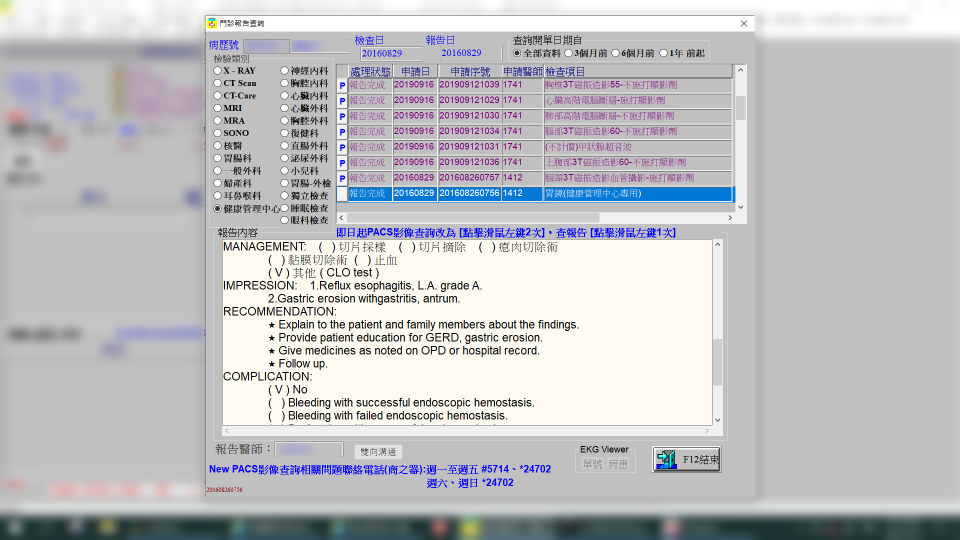 門診報告查詢
病歷號
檢查日 報告日 查詢開單日期自
20160829 20160829 全部資料 3個月前 6個月前 1年 前起
檢驗類別
X - RAY 神經內科
CT Scan 胸腔內科
CT-Care 心臟內科
MRI 心臟外科
MRA 胸腔外科
SONO 復健科
核醫 直腸外科
胃腸科 泌尿外科
一般外科 小兒科
婦產科 胃腸-外檢
耳鼻喉科 獨立檢查
健康管理中心 睡眠檢查
眼科檢查
處理狀態 申請日 申請序號 申請醫師 檢查項目
P 報告完成 20190916 201909121039 1741 胸椎3T磁振造影55-不施打顯影劑
P 報告完成 20190916 201909121029 1741 心臟高階電腦斷層-施打顯影劑
P 報告完成 20190916 201909121030 1741 肺部高階電腦斷層-不施打顯影劑
P 報告完成 20190916 201909121034 1741 腦部3T磁振造影60-不施打顯影劑
P 報告完成 20190916 201909121031 1741 (不計價)甲狀腺超音波
P 報告完成 20190916 201909121036 1741 上腹部3T磁振造影60-不施打顯影劑
P 報告完成 20160829 201608260757 1412 腦頸3T磁振造影血管攝影-施打顯影劑
報告完成 20160829 201608260756 1412 胃鏡(健康管理中心專用)
報告內容 即日起PACS影像查詢改為 [點擊滑鼠左鍵2次]，查報告 [點擊滑鼠左鍵1次]
MANAGEMENT: ( ) 切片採樣 ( ) 切片摘除 ( ) 瘜肉切除術
( ) 黏膜切除術 ( ) 止血
( V ) 其他 ( CLO test )
IMPRESSION: 1.Reflux esophagitis, L.A. grade A.
2.Gastric erosion withgastritis, antrum.
RECOMMENDATION:
★ Explain to the patient and family members about the findings.
★ Provide patient education for GERD, gastric erosion.
★ Give medicines as noted on OPD or hospital record.
★ Follow up.
COMPLICATION:
( V ) No
( ) Bleeding with successful endoscopic hemostasis.
( ) Bleeding with failed endoscopic hemostasis.
報告醫師： 雙向溝通 EKG Viewer
單號 病患 F12結束
New PACS影像查詢相關問題聯絡電話(商之器):週一至週五 #5714、*24702
週六、週日 *24702
201608260756